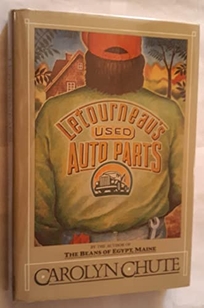 Letourneau's
USED
AUTO PARTS
BY THE AUTHOR OF
THE BEANS OF EGYPT, MAINE
CAROLYN CHUTE